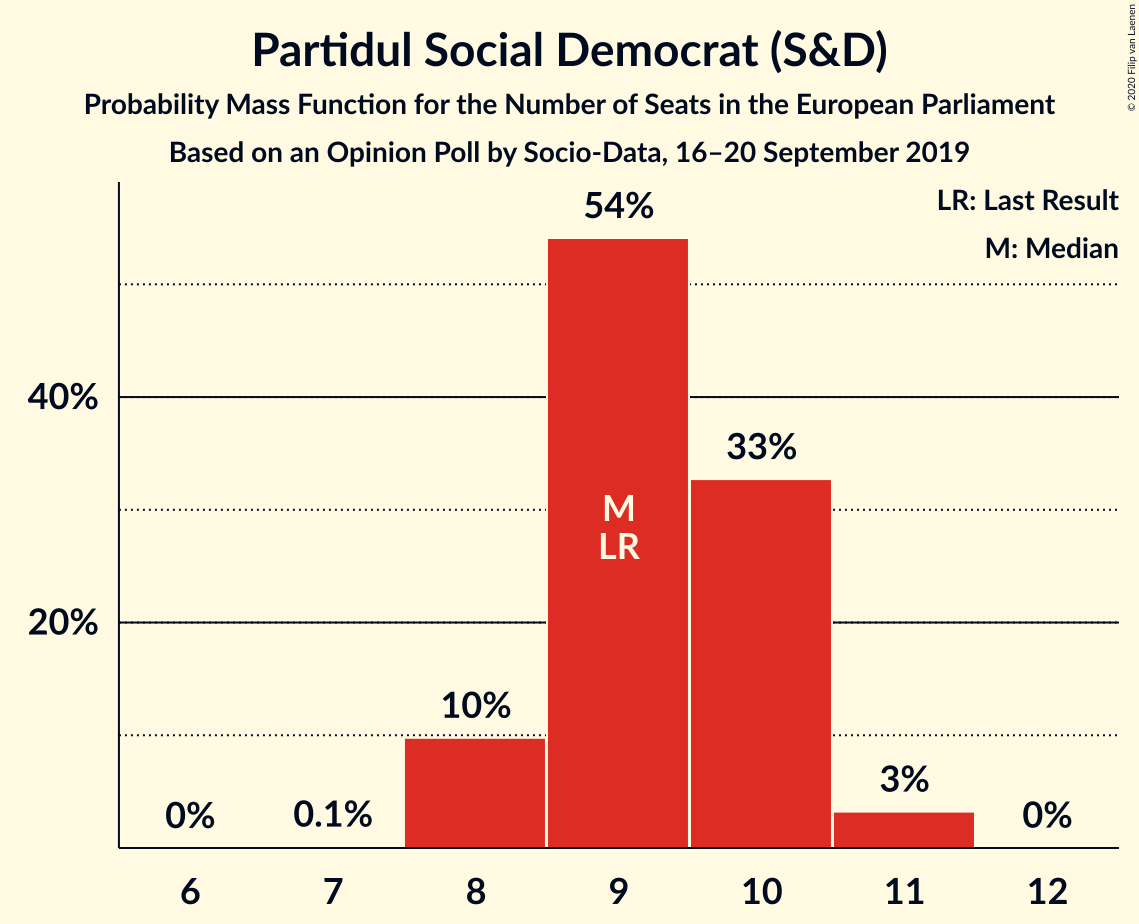 Partidul Social Democrat (S&D)
Probability Mass Function for the Number of Seats in the European Parliament
Based on an Opinion Poll by Socio-Data, 16–20 September 2019
© 2020 Filip van Laenen
LR: Last Result
M: Median
54%
40%
33%
M
LR
20%
10%
3%
0%
0.1%
0%
6 7 8 9 10 11 12